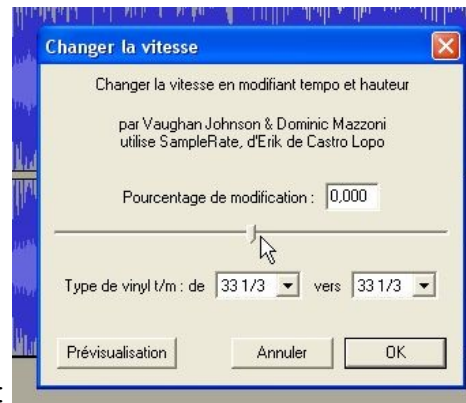 Changer la vitesse
Changer la vitesse en modifiant tempo et hauteur
par Vaughan Johnson & Dominic Mazzoni
utilise SampleRate, d'Erik de Castro Lopo
Pourcentage de modification : 0,000
Type de vinyl t/m : de 33 1/3 vers 33 1/3
Prévisualisation Annuler OK
: